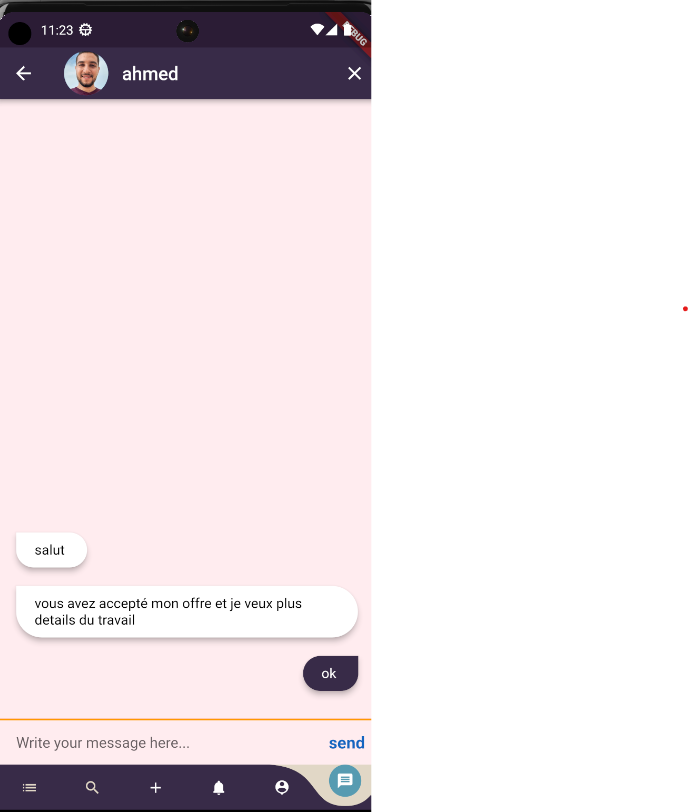 11:23
DEBUG
ahmed
salut
vous avez accepté mon offre et je veux plus
details du travail
ok
Write your message here...
send